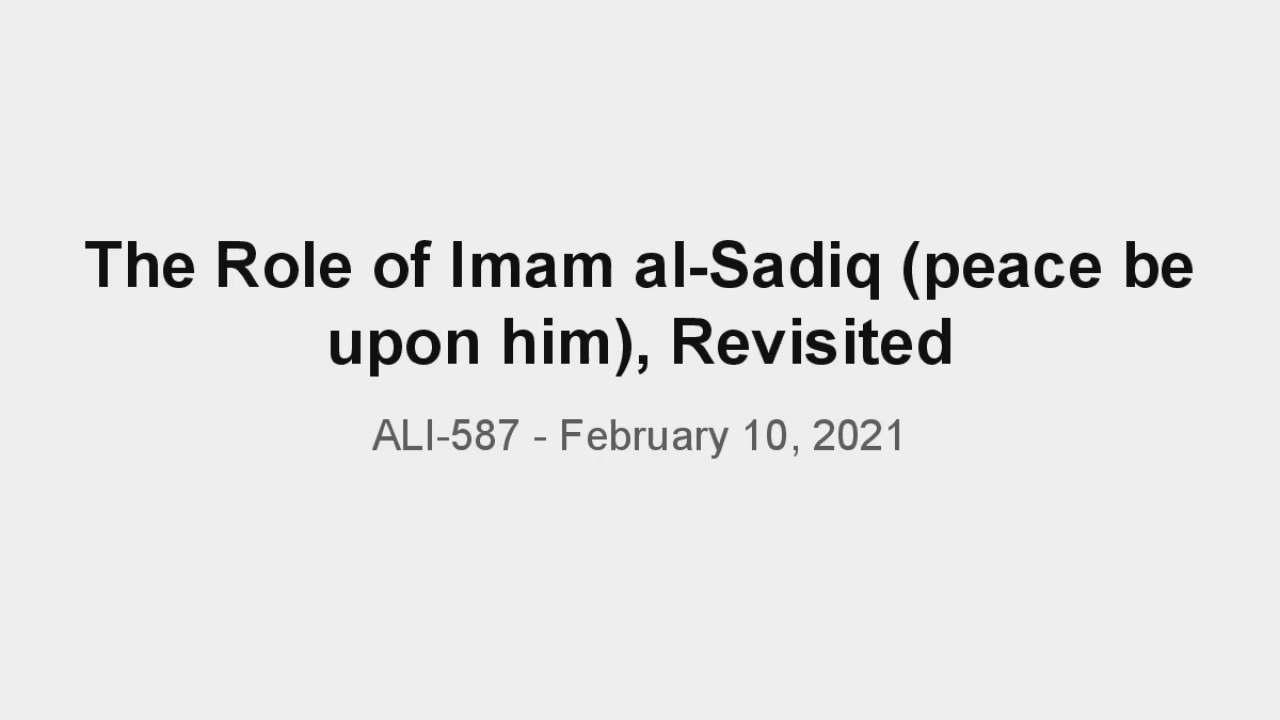 The Role of Imam al-Sadiq (peace be
upon him), Revisited
ALI-587 - February 10, 2021